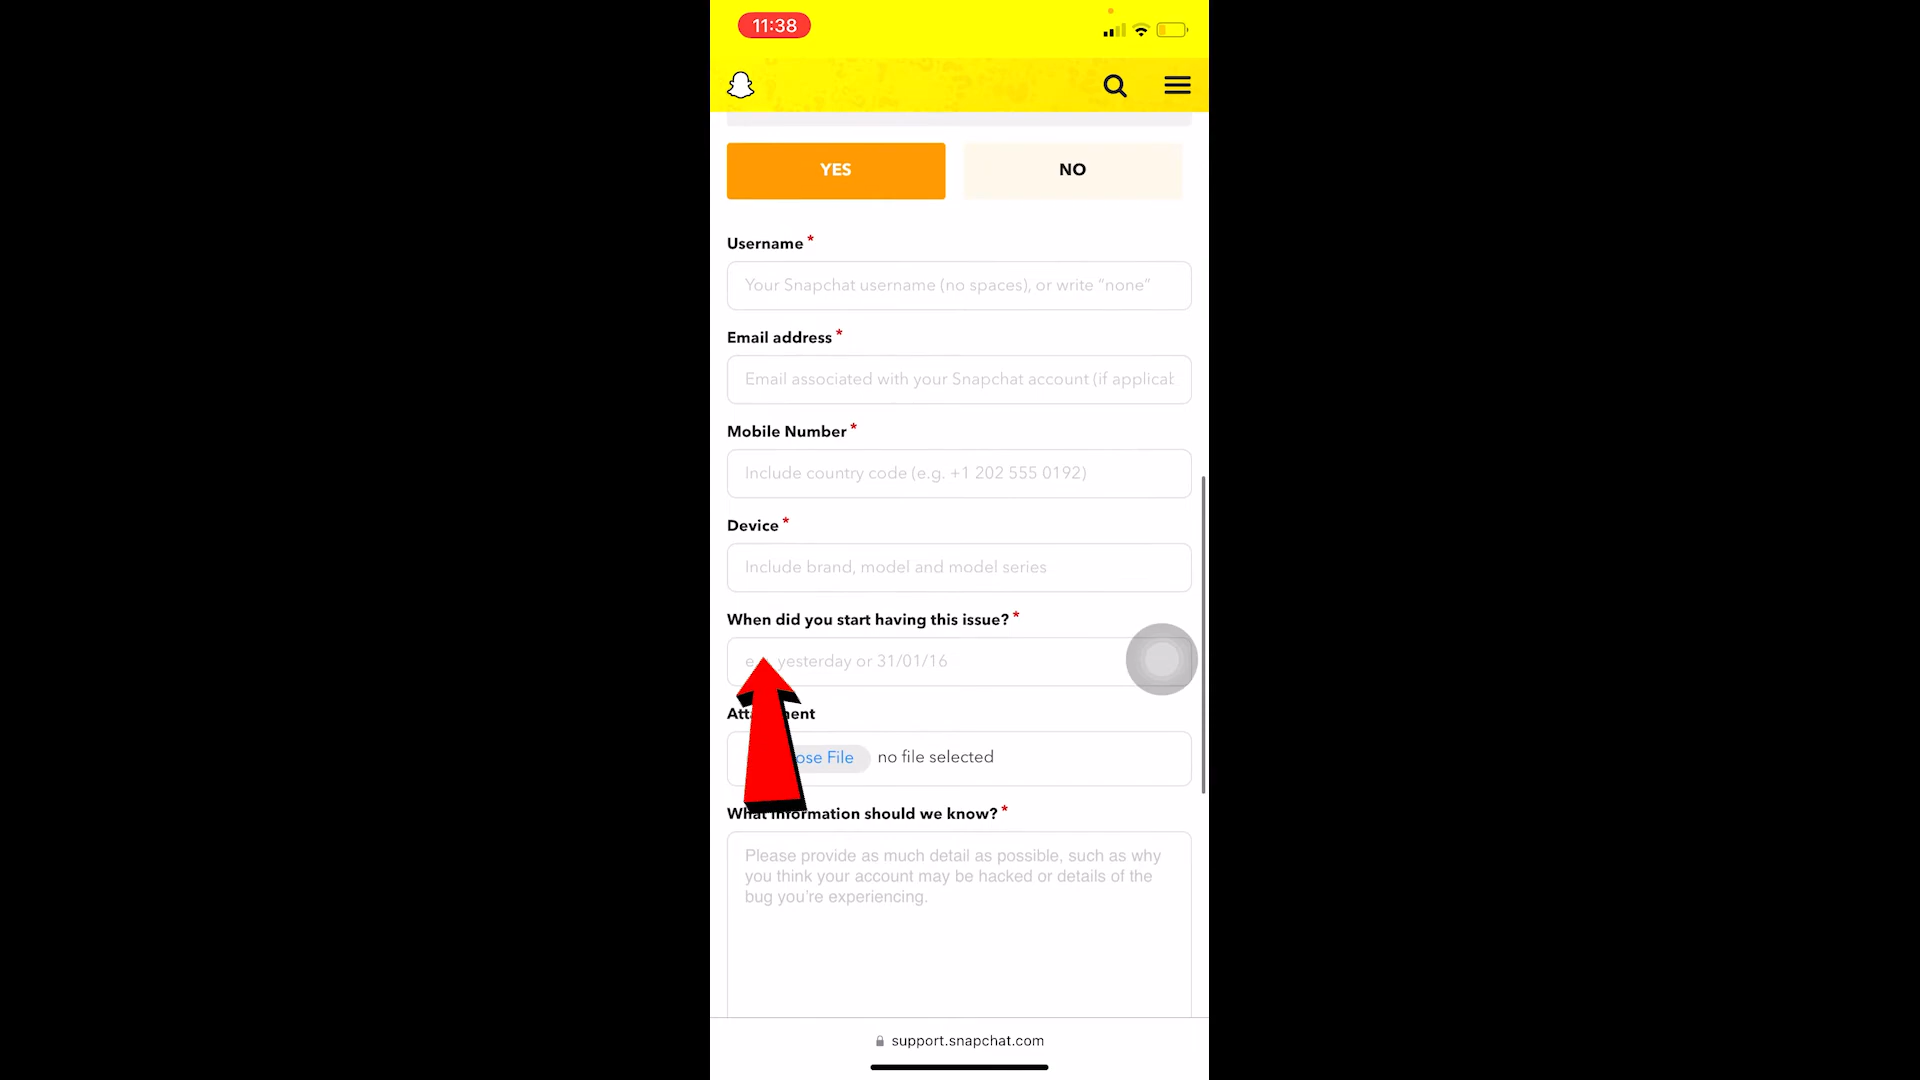 11:38
YES
NO
Username *
Your Snapchat username (no spaces), or write “none”
Email address *
Email associated with your Snapchat account (if applicab
Mobile Number *
Include country code (e.g. +1 202 555 0192)
Device *
Include brand, model and model series
When did you start having this issue? *
yesterday or 31/01/16
File
no file selected
What information should we know? *
Please provide as much detail as possible, such as why
you think your account may be hacked or details of the
bug you’re experiencing.
support.snapchat.com